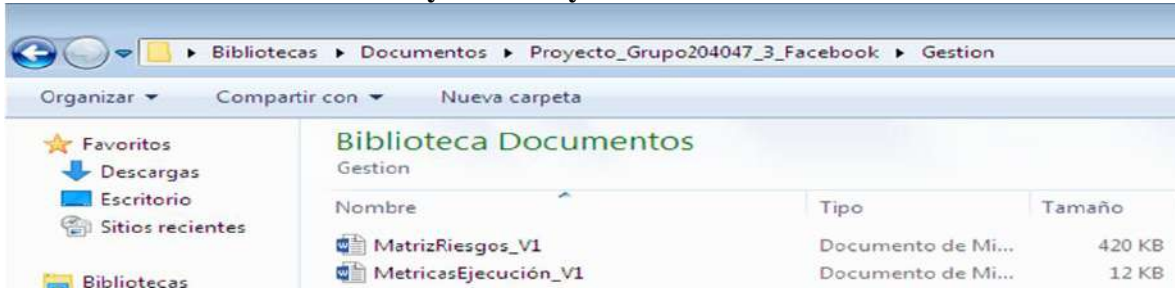 Bibliotecas ▸ Documentos ▸ Proyecto_Grupo204047_3_Facebook ▸ Gestion
Organizar Compartir con Nueva carpeta
Favoritos
Descargas
Escritorio
Sitios recientes
Bibliotecas
Biblioteca Documentos
Gestion
Nombre Tipo Tamaño
MatrizRiesgos_V1 Documento de Mi... 420 KB
MetricasEjecución_V1 Documento de Mi... 12 KB